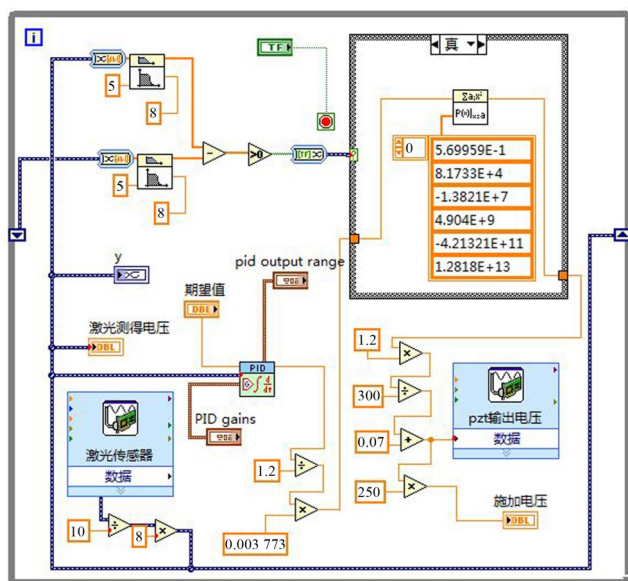 i
TF
真
5
8
Σaᵢxⁱ
P(x)|x=a
0
5.69959E-1
8.1733E+4
-1.3821E+7
4.904E+9
-4.21321E+11
1.2818E+13
5
8
>0
[TF]
?
y
pid output range
期望值
DBL
激光测得电压
DBL
PID
PID gains
1.2
300
0.07
250
pzt输出电压
数据
施加电压
DBL
激光传感器
数据
1.2
0.003 773
10
8